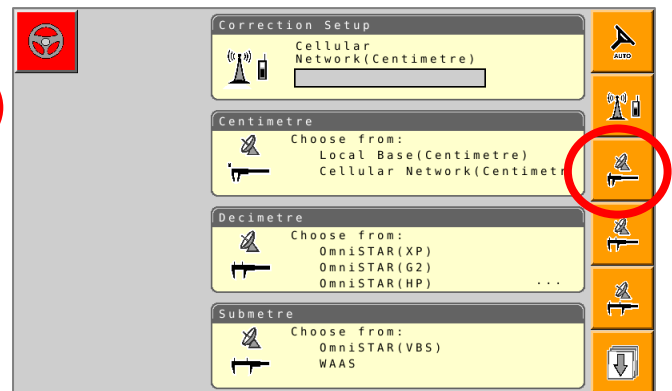 Correction Setup
Cellular
Network(Centimetre)
Centimetre
Choose from:
Local Base(Centimetre)
Cellular Network(Centimetr
Decimetre
Choose from:
OmniSTAR(XP)
OmniSTAR(G2)
OmniSTAR(HP) ...
Submetre
Choose from:
OmniSTAR(VBS)
WAAS
AUTO